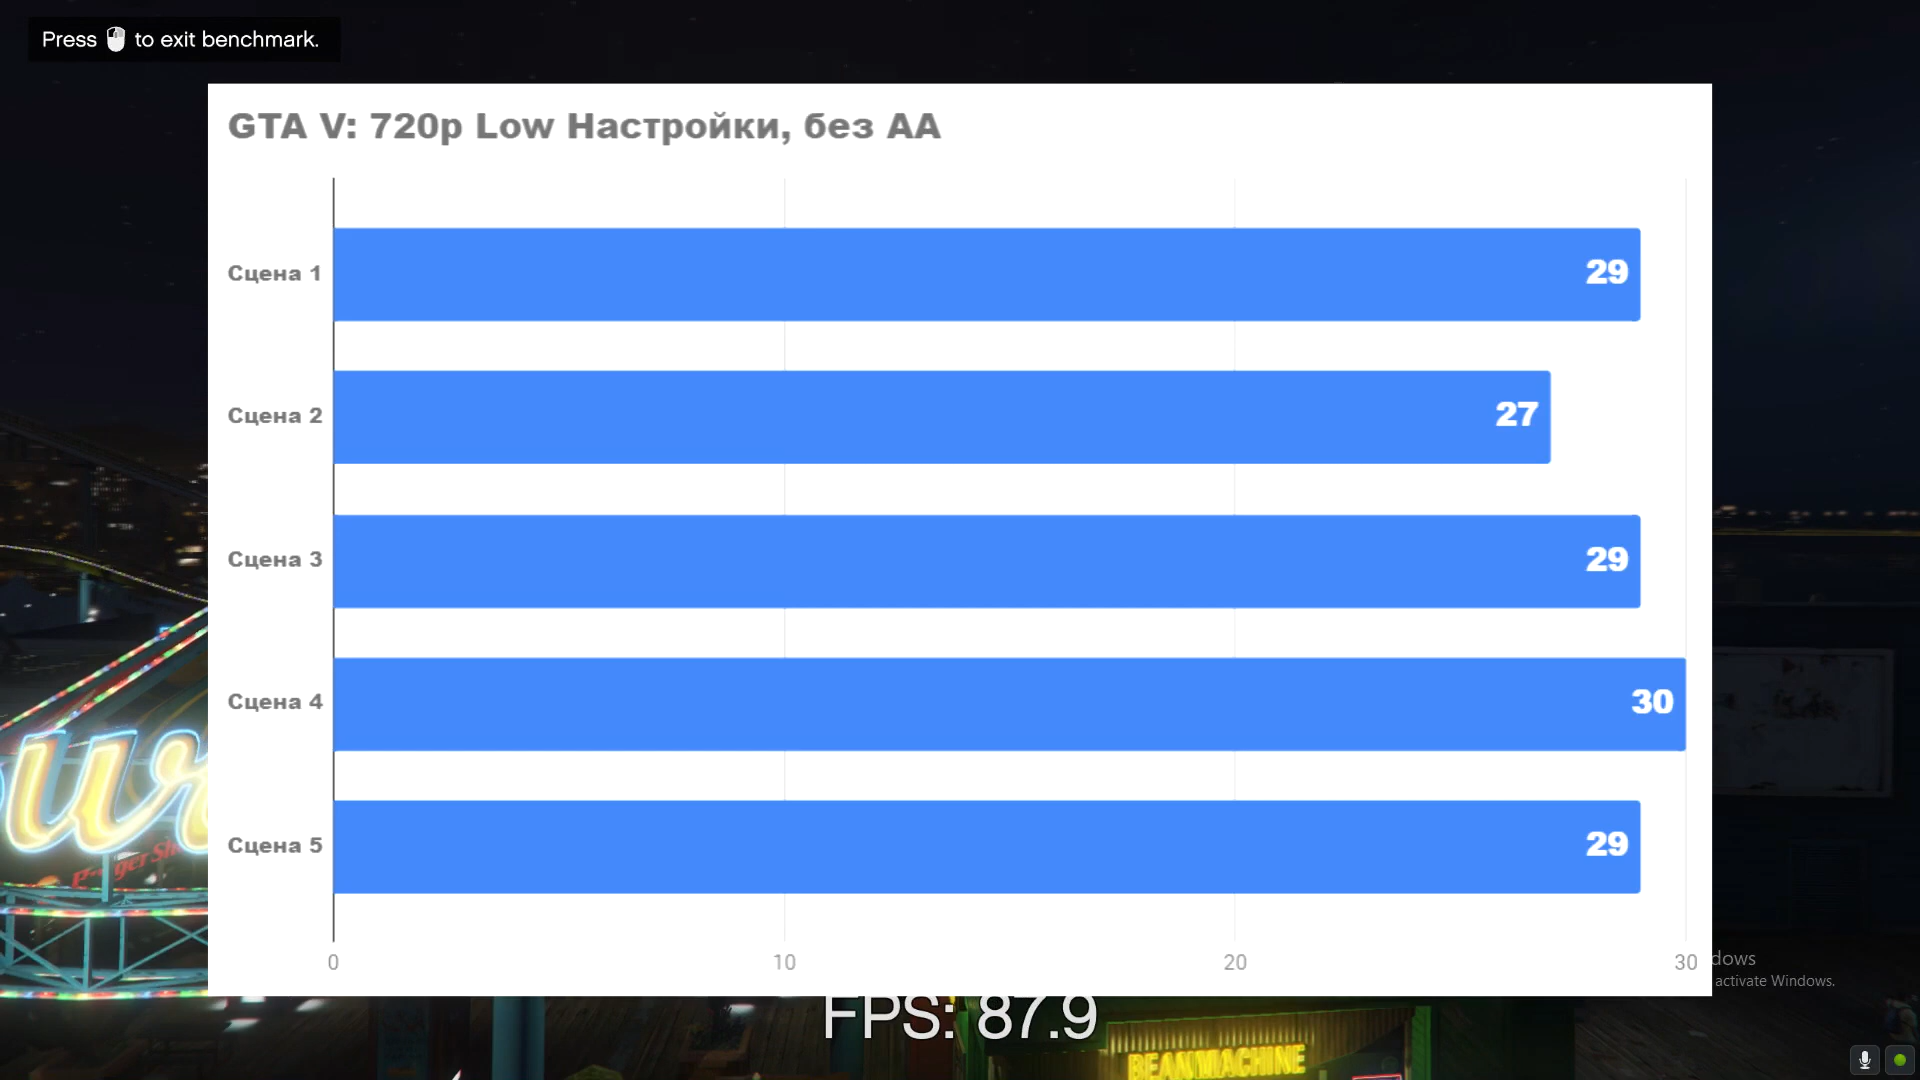 Press to exit benchmark.
GTA V: 720p Low Настройки, без АА
Сцена 1
29
Сцена 2
27
Сцена 3
29
Сцена 4
30
Сцена 5
29
0 10 20 30
dows
activate Windows.
FPS: 87.9
BEAN MACHINE